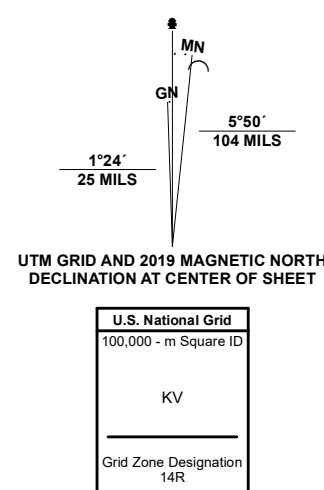 MN
GN
5°50´
104 MILS
1°24´
25 MILS
UTM GRID AND 2019 MAGNETIC NORTH
DECLINATION AT CENTER OF SHEET
U.S. National Grid
100,000 - m Square ID
KV
Grid Zone Designation
14R